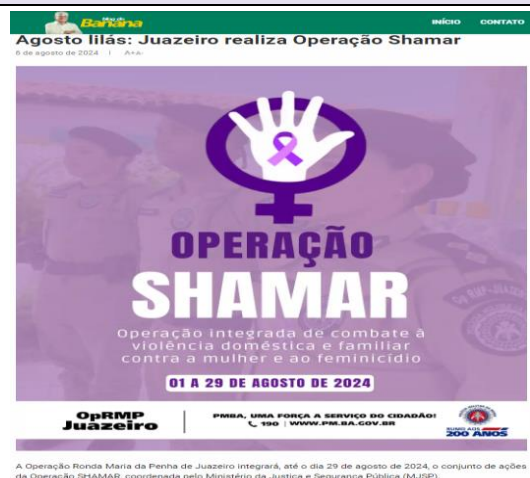 Blog do
Banana
INÍCIO CONTATO
Agosto lilás: Juazeiro realiza Operação Shamar
6 de agosto de 2024 | A+A-
OPERAÇÃO
SHAMAR
Operação integrada de combate à
violência doméstica e familiar
contra a mulher e ao feminicídio
01 A 29 DE AGOSTO DE 2024
OpRMP
Juazeiro
PMBA, UMA FORÇA A SERVIÇO DO CIDADÃO!
190 | WWW.PM.BA.GOV.BR
RUMO AOS
200 ANOS
A Operação Ronda Maria da Penha de Juazeiro integrará, até o dia 29 de agosto de 2024, o conjunto de ações
da Operação SHAMAR, coordenada pelo Ministério da Justiça e Segurança Pública (MJSP).